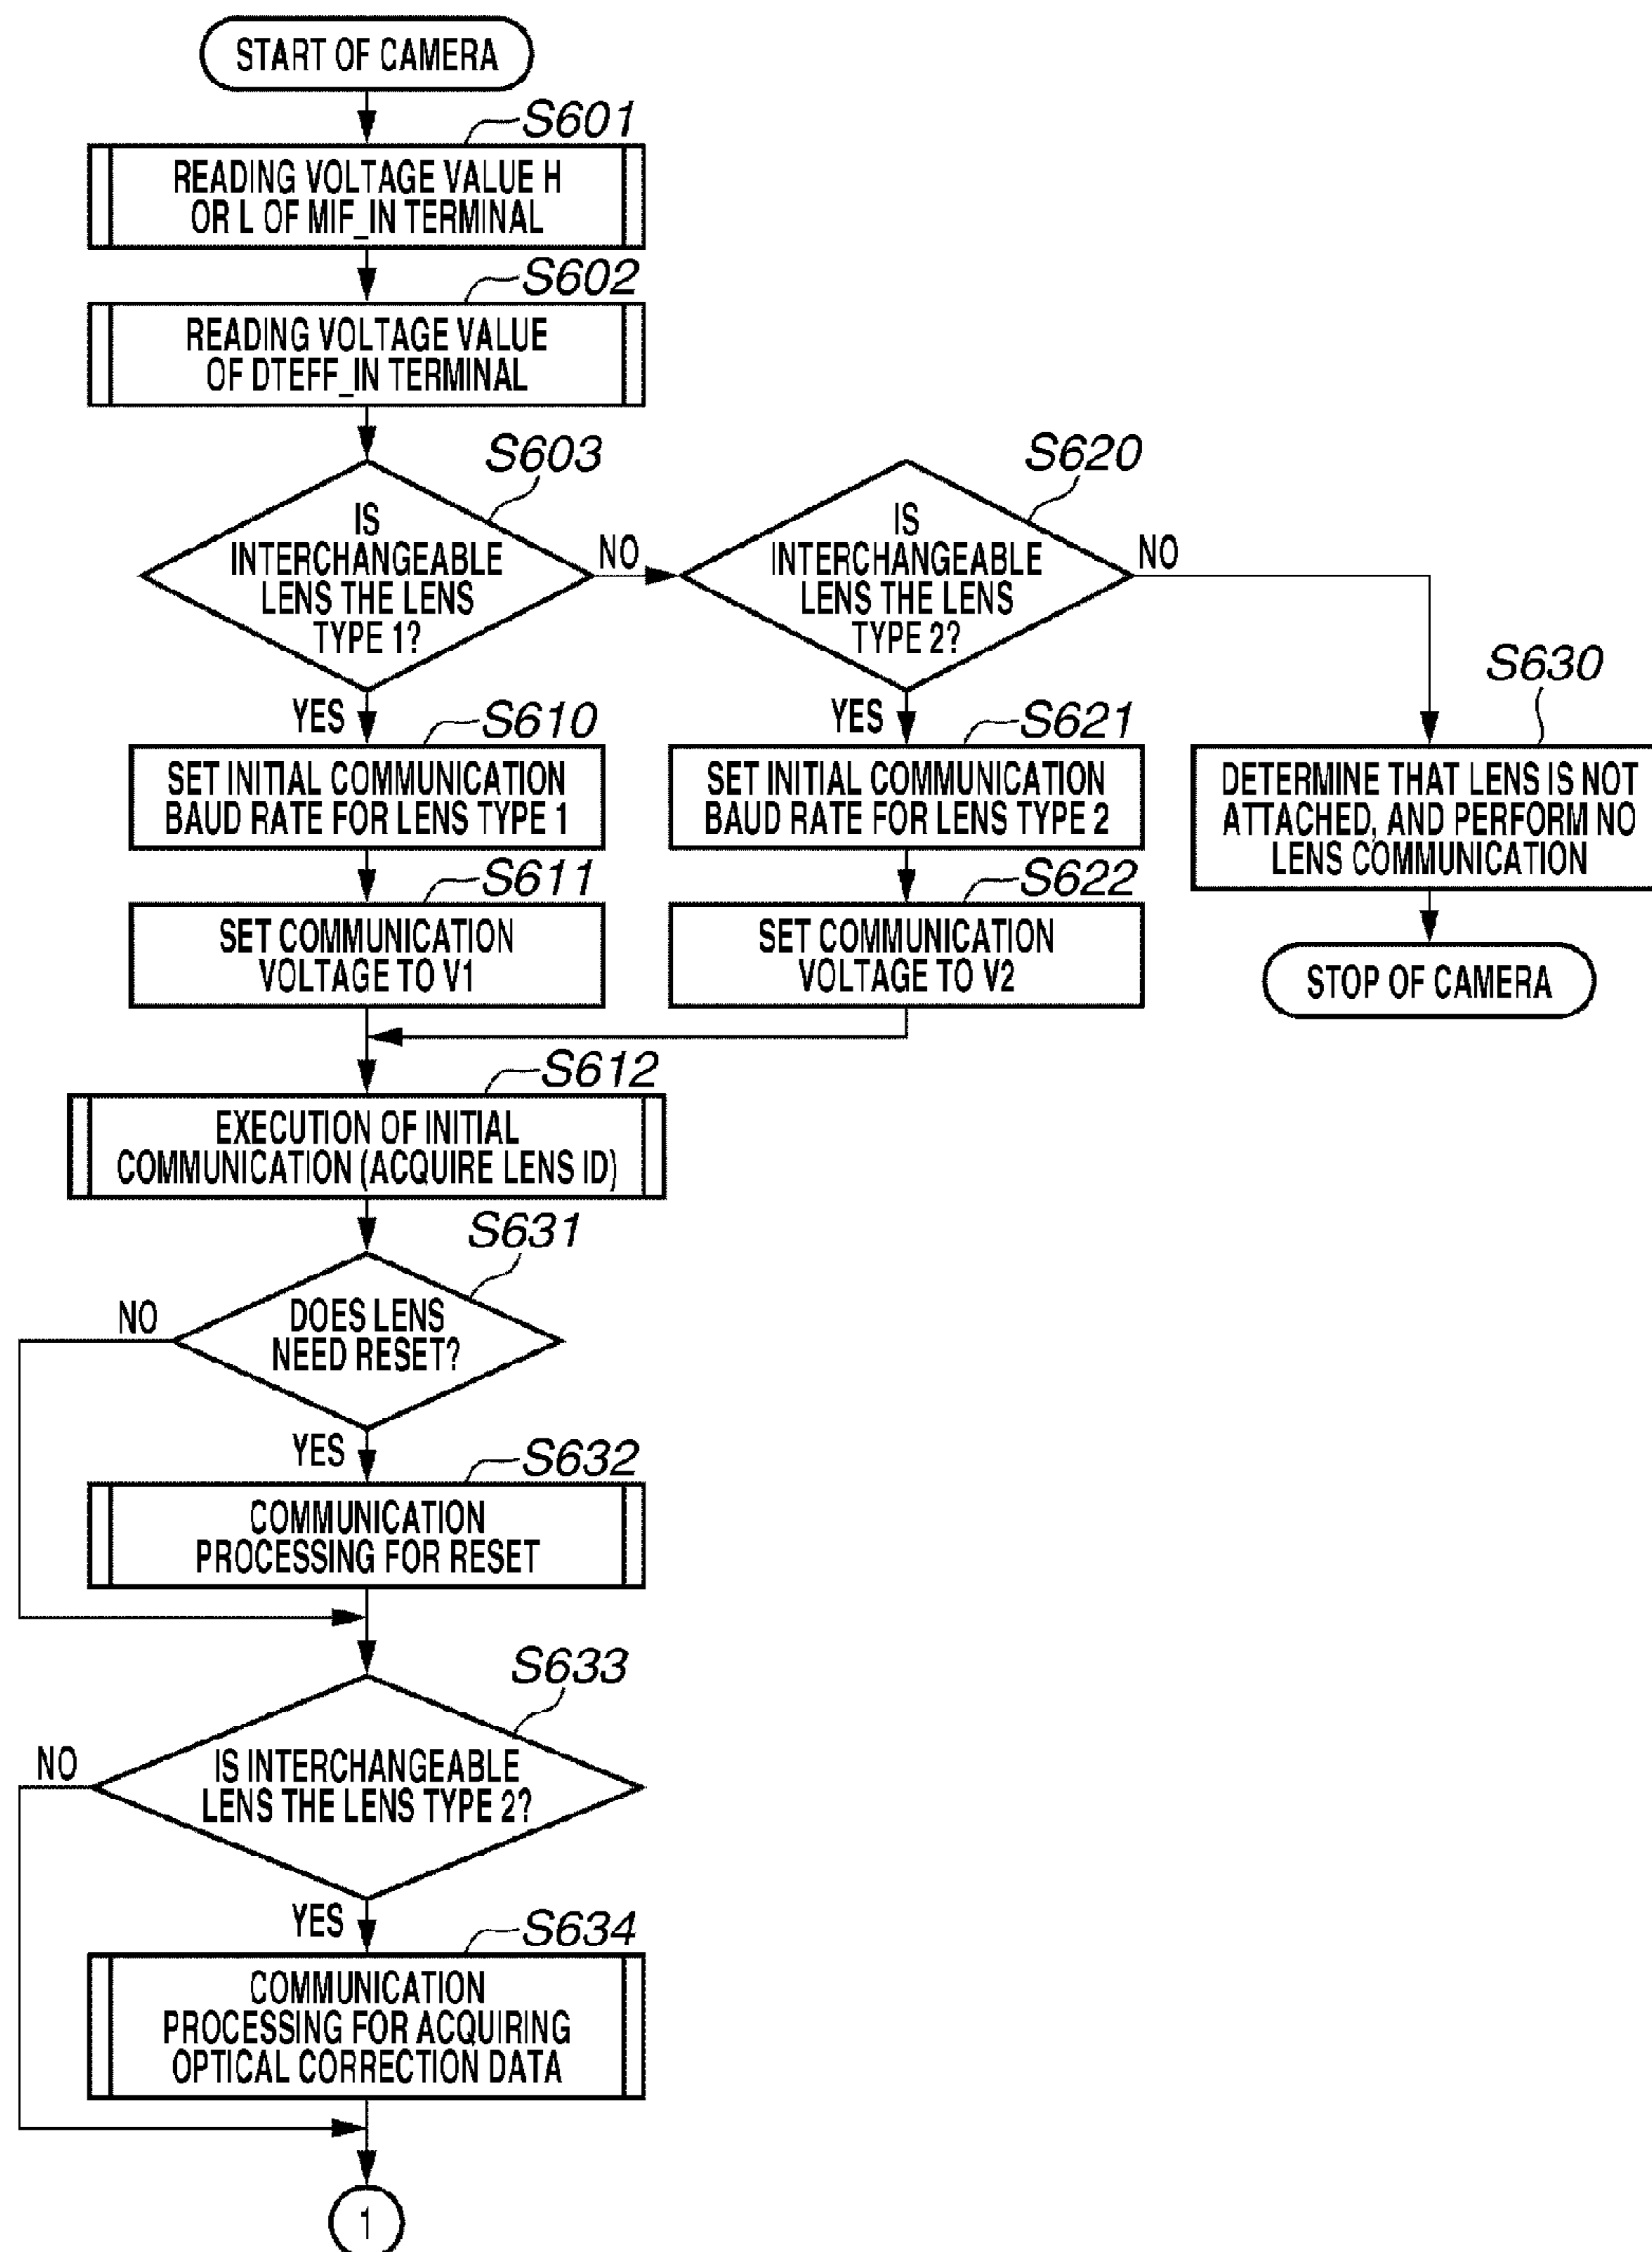 START OF CAMERA
S601
READING VOLTAGE VALUE H
OR L OF MIF_IN TERMINAL
S602
READING VOLTAGE VALUE
OF DTEFF_IN TERMINAL
S603
IS
INTERCHANGEABLE
LENS THE LENS
TYPE 1?
NO
S620
IS
INTERCHANGEABLE
LENS THE LENS
TYPE 2?
NO
YES
S610
SET INITIAL COMMUNICATION
BAUD RATE FOR LENS TYPE 1
YES
S621
SET INITIAL COMMUNICATION
BAUD RATE FOR LENS TYPE 2
S630
DETERMINE THAT LENS IS NOT
ATTACHED, AND PERFORM NO
LENS COMMUNICATION
S611
SET COMMUNICATION
VOLTAGE TO V1
S622
SET COMMUNICATION
VOLTAGE TO V2
STOP OF CAMERA
S612
EXECUTION OF INITIAL
COMMUNICATION (ACQUIRE LENS ID)
S631
NO
DOES LENS
NEED RESET?
YES
S632
COMMUNICATION
PROCESSING FOR RESET
S633
NO
IS INTERCHANGEABLE
LENS THE LENS TYPE 2?
YES
S634
COMMUNICATION
PROCESSING FOR ACQUIRING
OPTICAL CORRECTION DATA
1